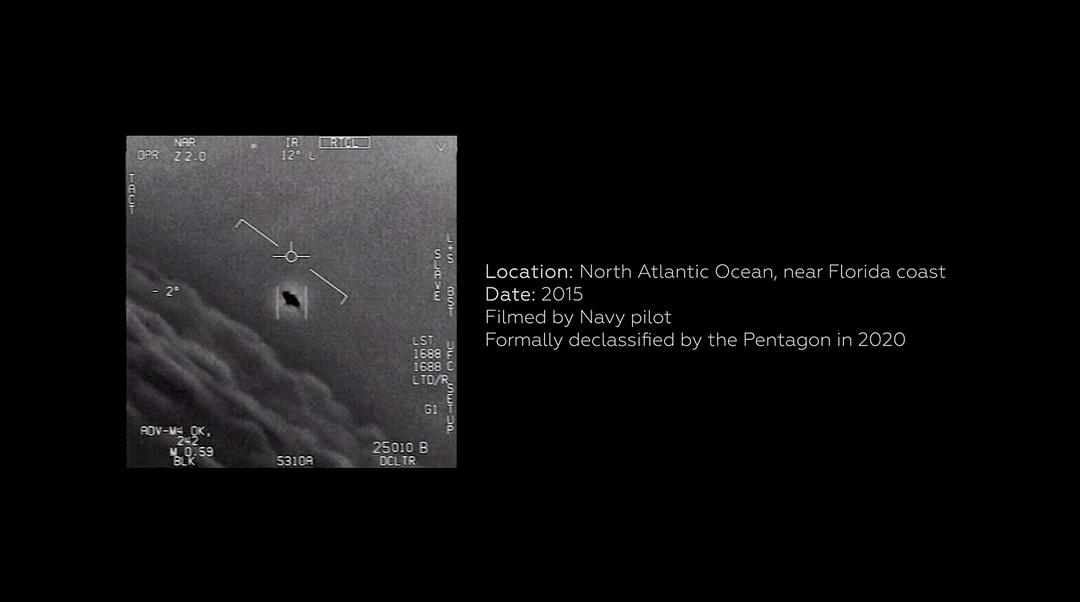 NAR IR RTCL
OPR Z 2.0 12° L
TACT
L+S BST
SLAVE
- 2°
Location: North Atlantic Ocean, near Florida coast
Date: 2015
Filmed by Navy pilot
Formally declassified by the Pentagon in 2020
LST
1688
1688
LTD/R
UFC SETUP
G1
ADV-M4 OK,
242
M 0.59
BLK
5310A
25010 B
DCLTR